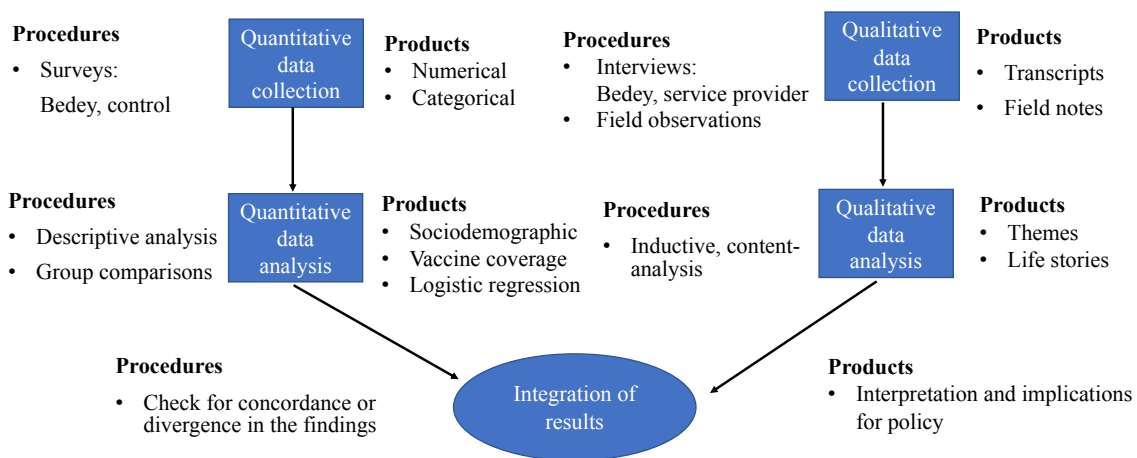 Procedures
• Surveys:
Bedey, control
Quantitative
data
collection
Products
• Numerical
• Categorical
Procedures
• Interviews:
Bedey, service provider
• Field observations
Qualitative
data
collection
Products
• Transcripts
• Field notes
Procedures
• Descriptive analysis
• Group comparisons
Quantitative
data
analysis
Products
• Sociodemographic
• Vaccine coverage
• Logistic regression
Procedures
• Inductive, content-
analysis
Qualitative
data
analysis
Products
• Themes
• Life stories
Procedures
• Check for concordance or
divergence in the findings
Integration of
results
Products
• Interpretation and implications
for policy